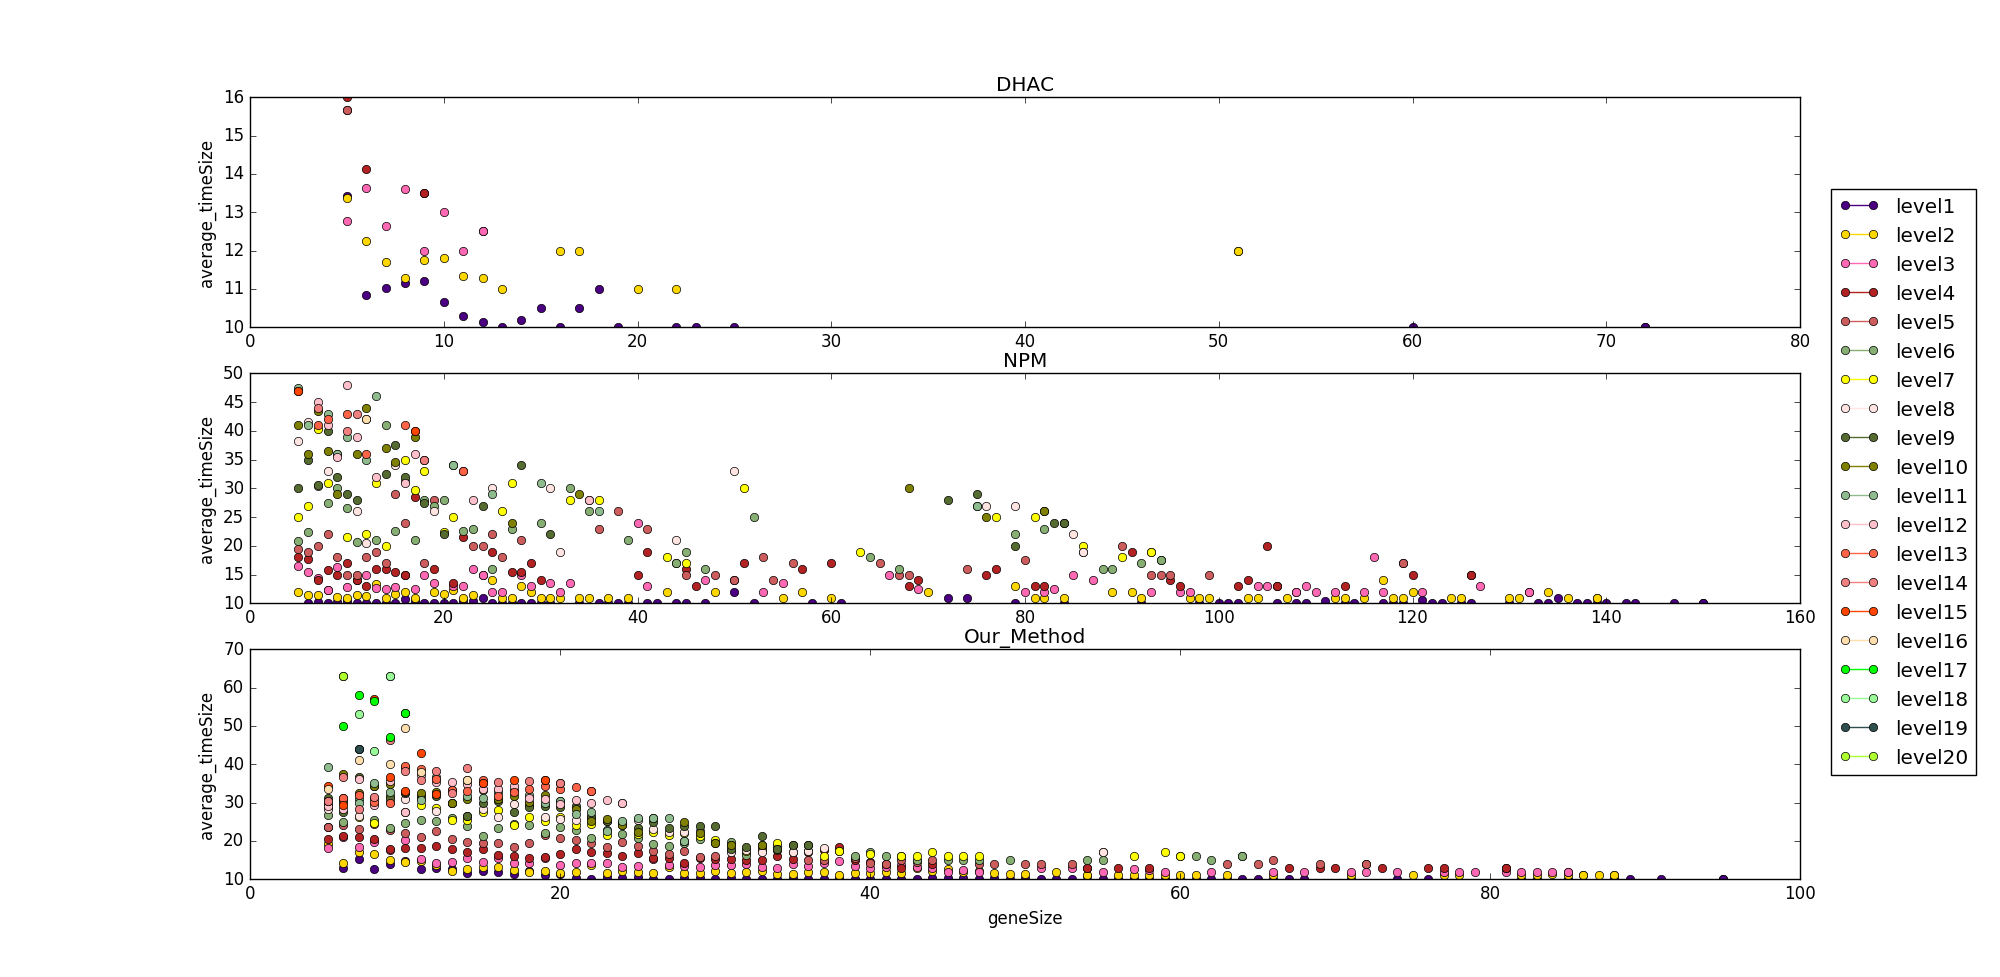 DHAC
16
15
14
13
12
11
10
average_timeSize
0 10 20 30 40 50 60 70 80
NPM
50
45
40
35
30
25
20
15
10
average_timeSize
0 20 40 60 80 100 120 140 160
Our_Method
70
60
50
40
30
20
10
average_timeSize
0 20 40 60 80 100
geneSize
level1
level2
level3
level4
level5
level6
level7
level8
level9
level10
level11
level12
level13
level14
level15
level16
level17
level18
level19
level20